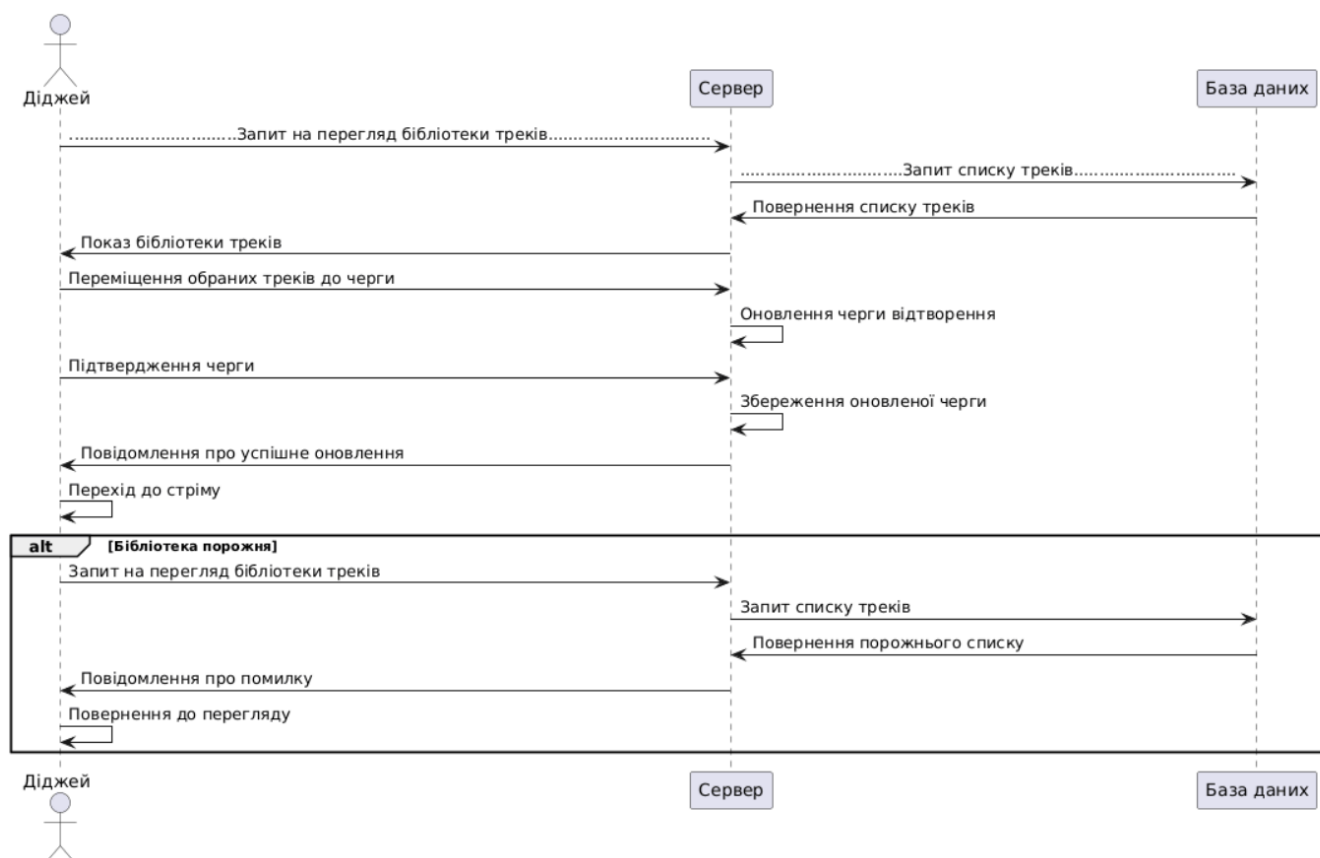 Діджей
Сервер
База даних
................................Запит на перегляд бібліотеки треків................................
................................Запит списку треків................................
Повернення списку треків
Показ бібліотеки треків
Переміщення обраних треків до черги
Оновлення черги відтворення
Підтвердження черги
Збереження оновленої черги
Повідомлення про успішне оновлення
Перехід до стріму
alt [Бібліотека порожня]
Запит на перегляд бібліотеки треків
Запит списку треків
Повернення порожнього списку
Повідомлення про помилку
Повернення до перегляду
Діджей
Сервер
База даних